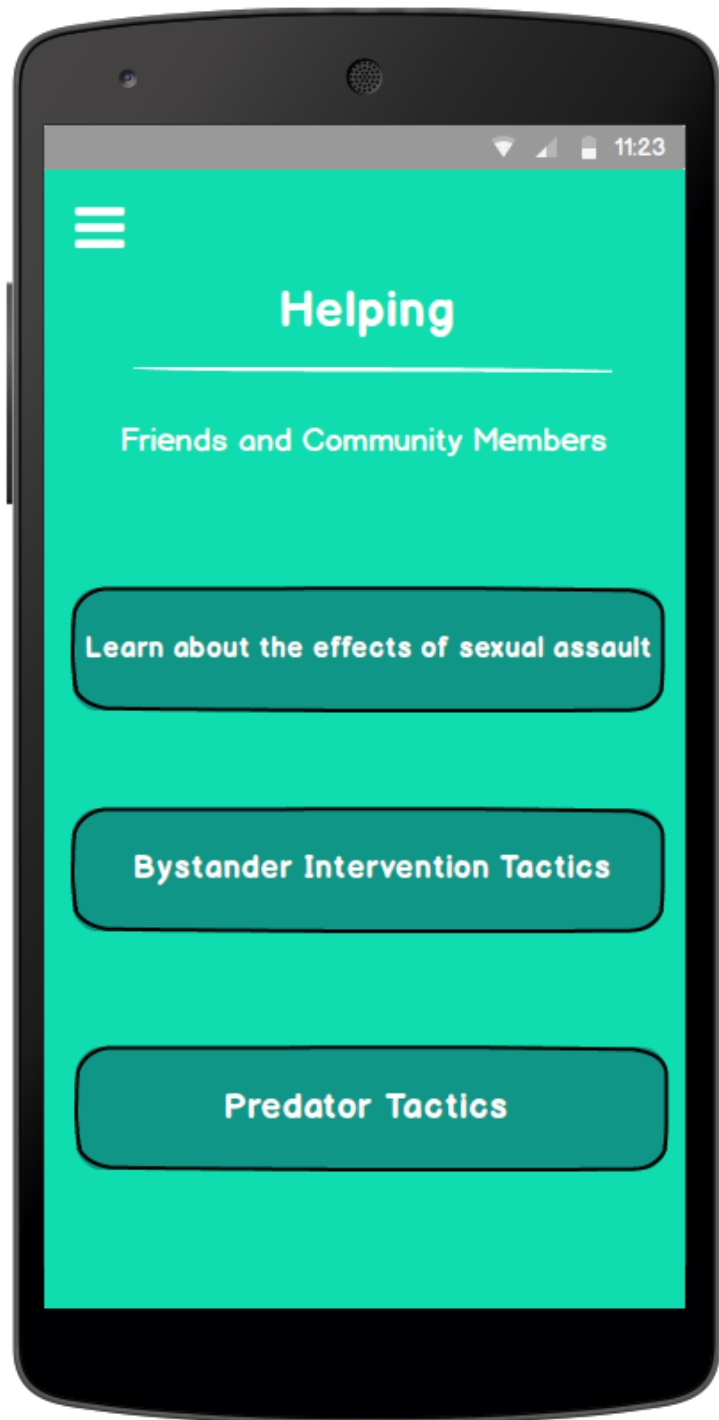 11:23
Helping
Friends and Community Members
Learn about the effects of sexual assault
Bystander Intervention Tactics
Predator Tactics